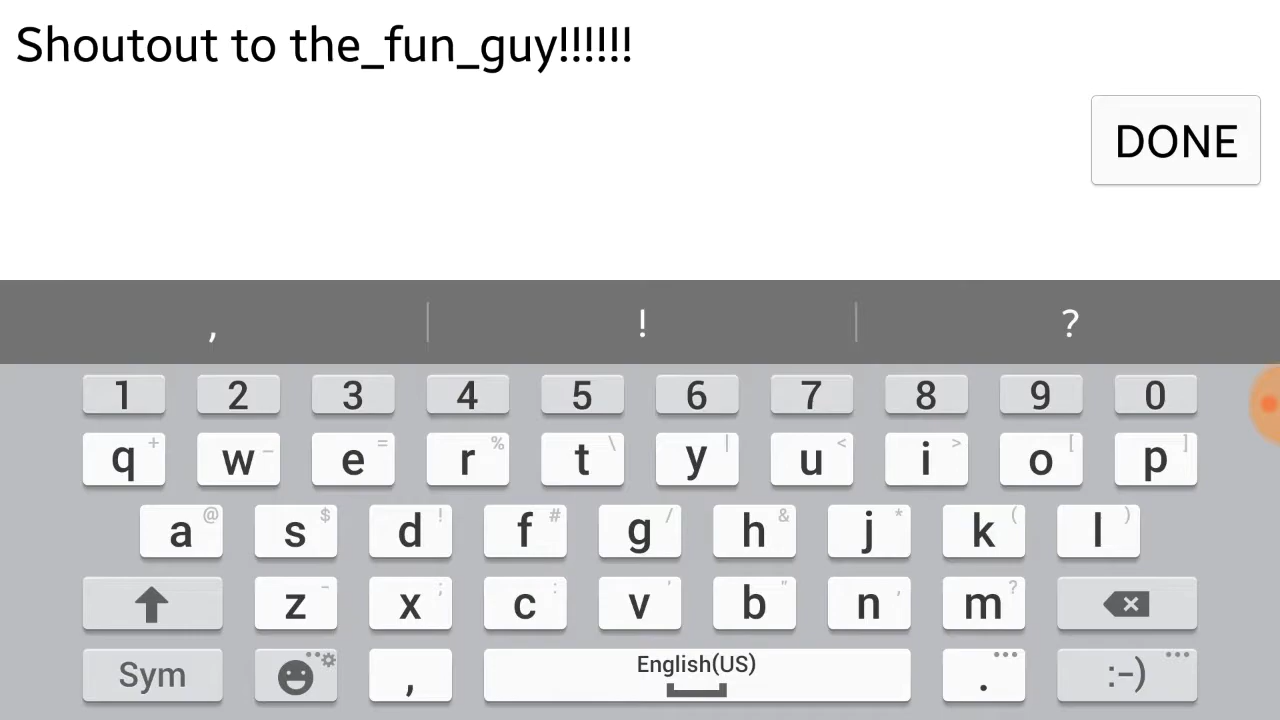 Shoutout to the_fun_guy!!!!!!
DONE
, ! ?
1 2 3 4 5 6 7 8 9 0
q + w _ e = r % t \ y | u < i > o [ p ]
a @ s $ d ! f # g / h & j * k ( l )
z - x ; c : v ' b " n , m ?
Sym , English(US) . :-)